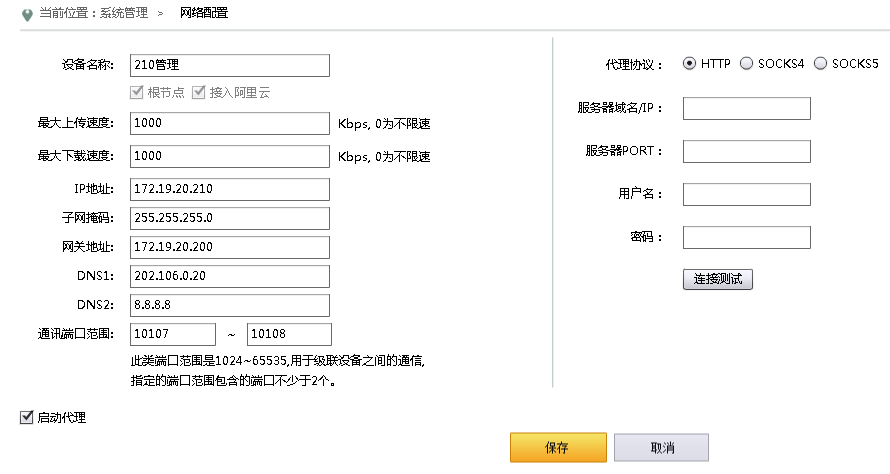 当前位置：系统管理 > 网络配置
设备名称: 210管理
根节点 接入阿里云
最大上传速度: 1000 Kbps, 0为不限速
最大下载速度: 1000 Kbps, 0为不限速
IP地址: 172.19.20.210
子网掩码: 255.255.255.0
网关地址: 172.19.20.200
DNS1: 202.106.0.20
DNS2: 8.8.8.8
通讯端口范围: 10107 ~ 10108
此类端口范围是1024~65535,用于级联设备之间的通信,
指定的端口范围包含的端口不少于2个。
代理协议： HTTP SOCKS4 SOCKS5
服务器域名/IP：
服务器PORT：
用户名：
密码：
连接测试
启动代理
保存 取消